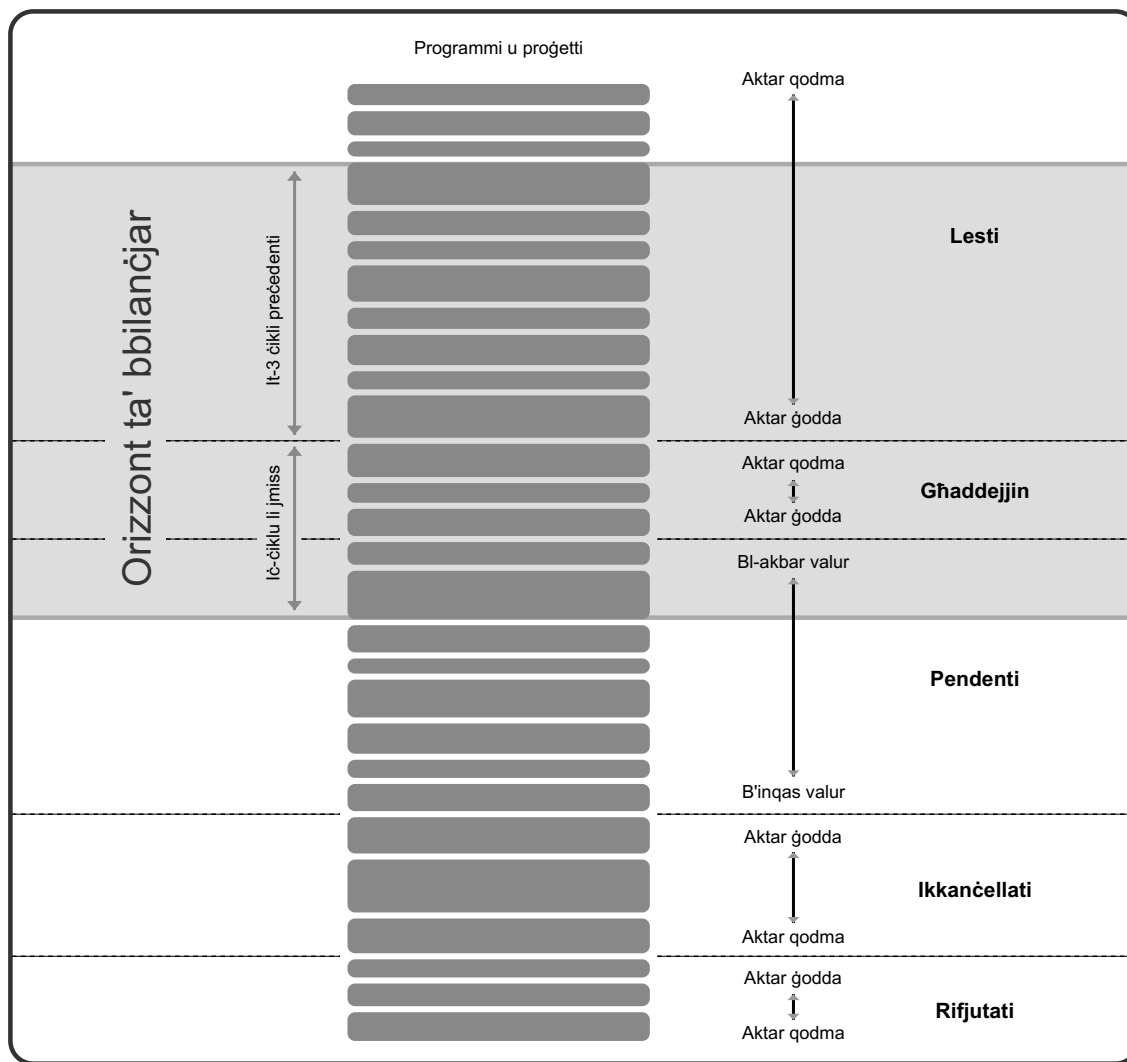 Programmi u proġetti
Aktar qodma
Lesti
Orizzont ta' bbilanċjar
It-3 ċikli preċedenti
Aktar ġodda
Aktar qodma
Għaddejjin
Iċ-ċiklu li jmiss
Aktar ġodda
Bl-akbar valur
Pendenti
B'inqas valur
Aktar ġodda
Ikkanċellati
Aktar qodma
Aktar ġodda
Rifjutati
Aktar qodma